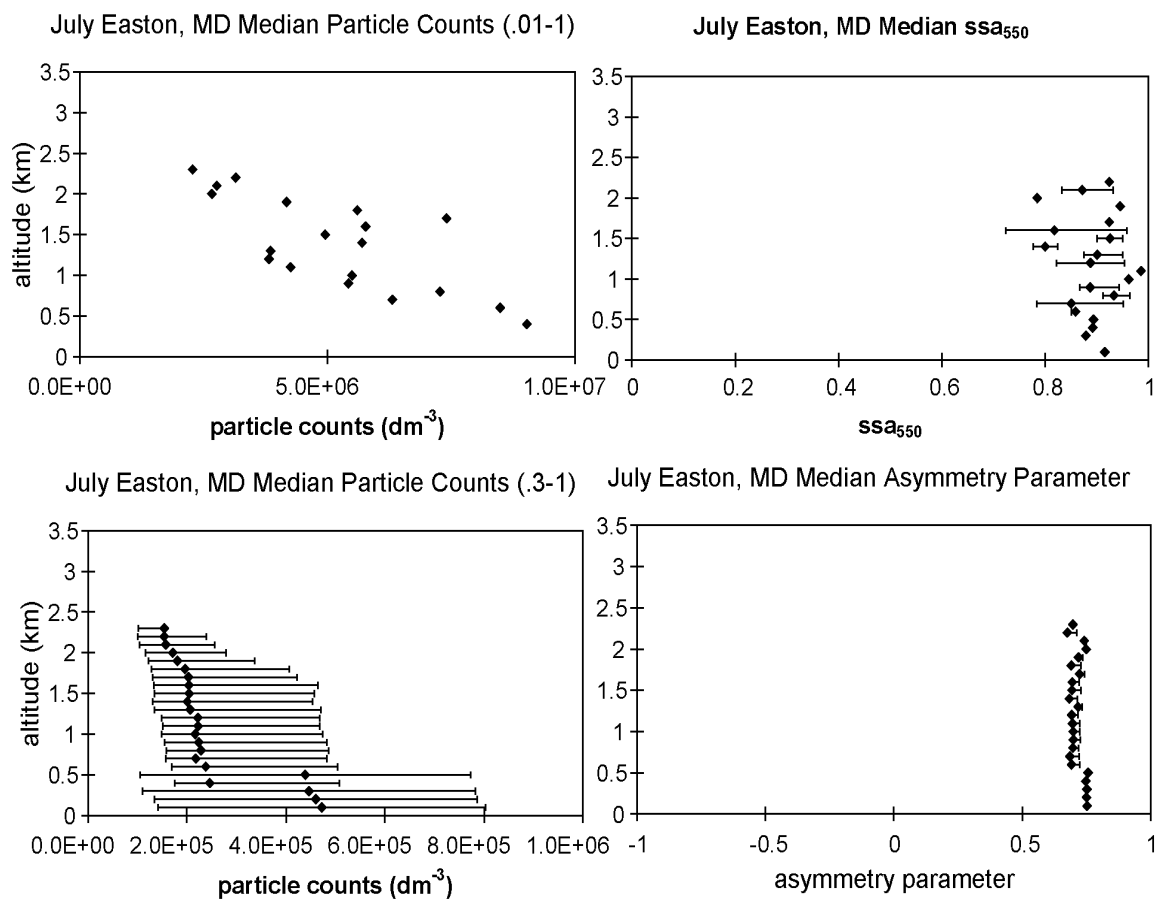 July Easton, MD Median Particle Counts (.01-1)
3.5
3
2.5
2
1.5
1
0.5
0
altitude (km)
0.0E+00 5.0E+06 1.0E+07
particle counts (dm⁻³)
July Easton, MD Median ssa₅₅₀
3.5
3
2.5
2
1.5
1
0.5
0
0 0.2 0.4 0.6 0.8 1
ssa₅₅₀
July Easton, MD Median Particle Counts (.3-1)
3.5
3
2.5
2
1.5
1
0.5
0
altitude (km)
0.0E+00 2.0E+05 4.0E+05 6.0E+05 8.0E+05 1.0E+06
particle counts (dm⁻³)
July Easton, MD Median Asymmetry Parameter
3.5
3
2.5
2
1.5
1
0.5
0
-1 -0.5 0 0.5 1
asymmetry parameter